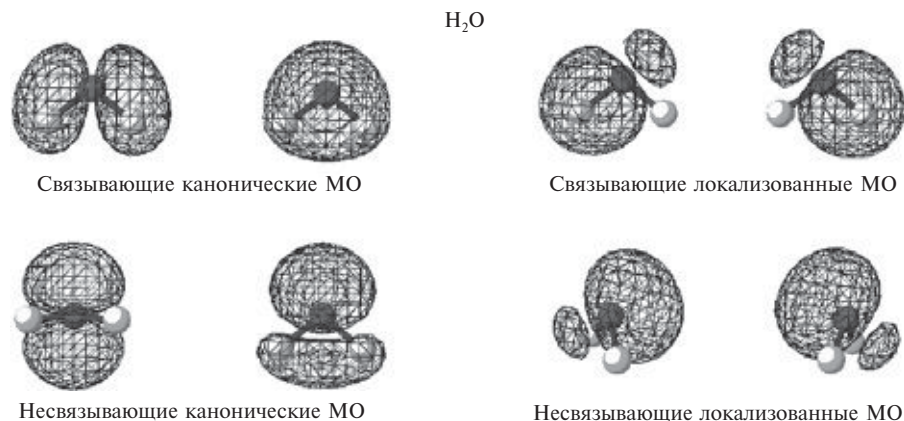 H₂O
Связывающие канонические МО
Связывающие локализованные МО
Несвязывающие канонические МО
Несвязывающие локализованные МО